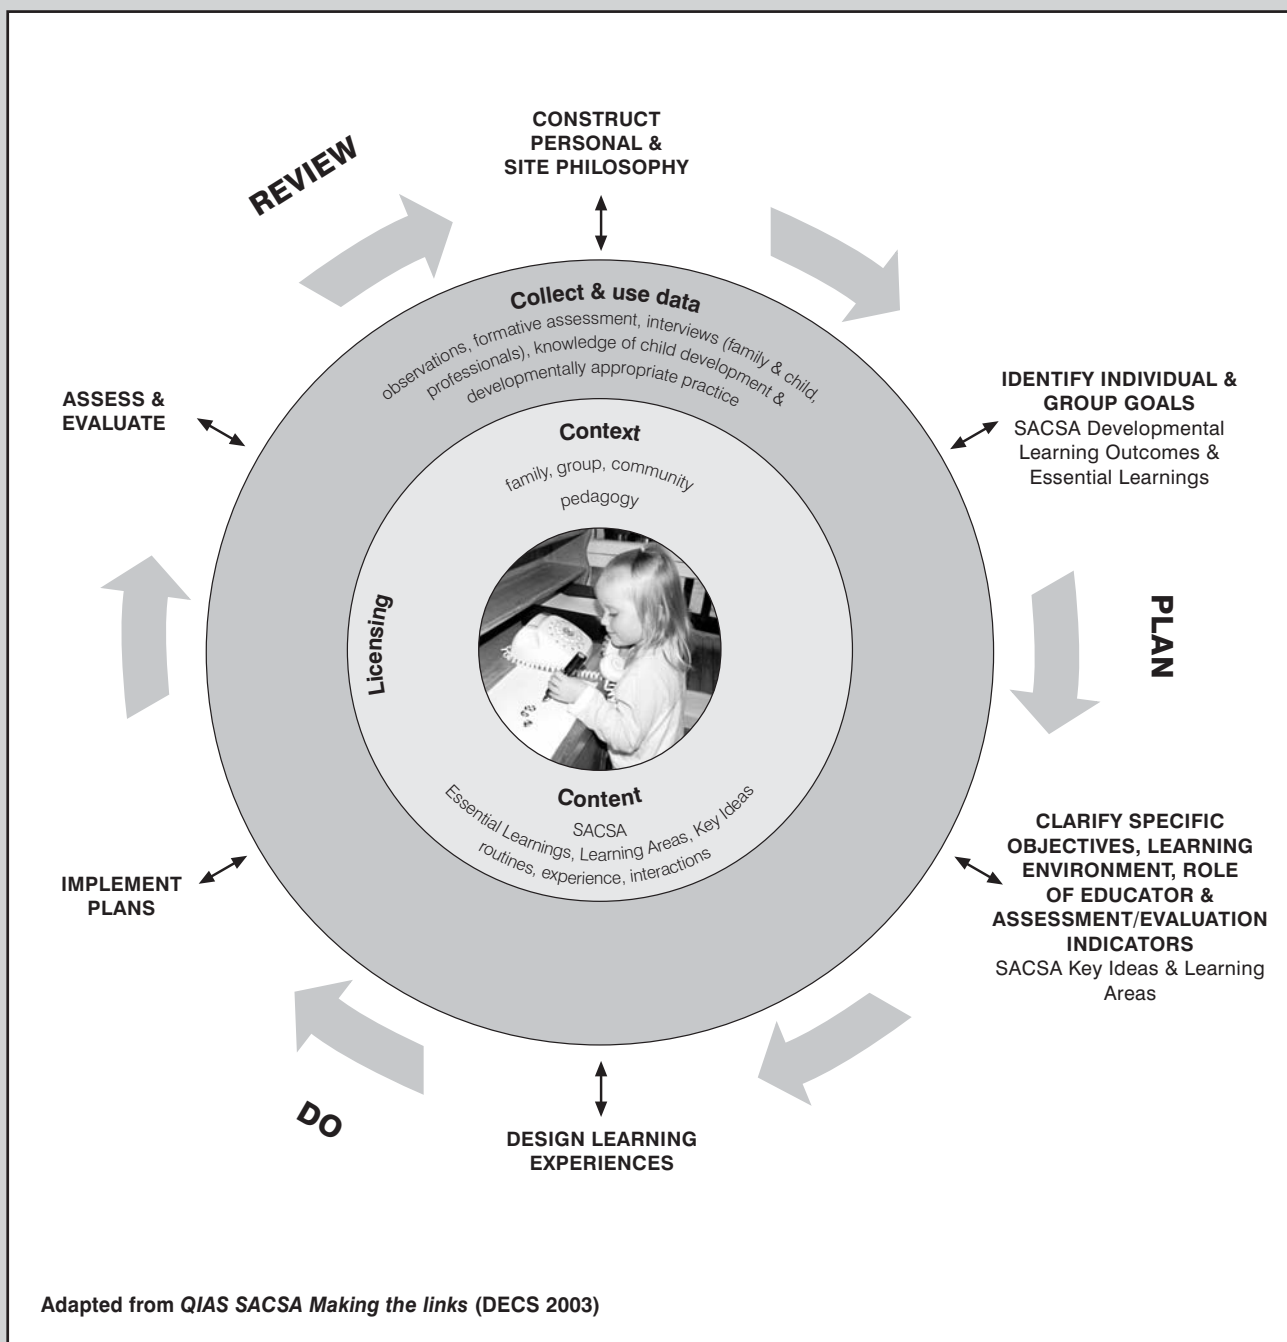 REVIEW
CONSTRUCT
PERSONAL &
SITE PHILOSOPHY
Collect & use data
observations, formative assessment, interviews (family & child,
professionals), knowledge of child development &
developmentally appropriate practice
Context
family, group, community
pedagogy
Licensing
Content
SACSA
Essential Learnings, Learning Areas, Key Ideas
routines, experience, interactions
IDENTIFY INDIVIDUAL &
GROUP GOALS
SACSA Developmental
Learning Outcomes &
Essential Learnings
PLAN
CLARIFY SPECIFIC
OBJECTIVES, LEARNING
ENVIRONMENT, ROLE
OF EDUCATOR &
ASSESSMENT/EVALUATION
INDICATORS
SACSA Key Ideas & Learning
Areas
DESIGN LEARNING
EXPERIENCES
DO
IMPLEMENT
PLANS
ASSESS &
EVALUATE
Adapted from QIAS SACSA Making the links (DECS 2003)